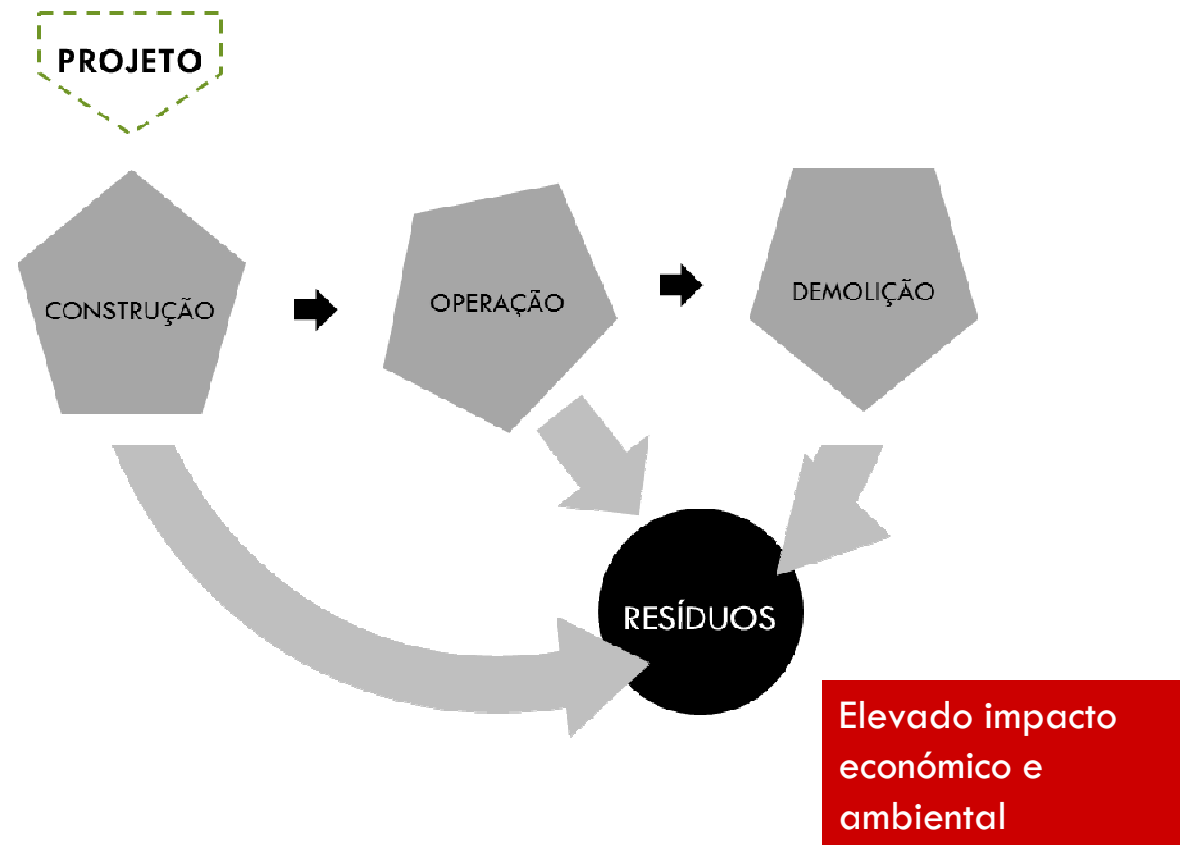 PROJETO
CONSTRUÇÃO
OPERAÇÃO
DEMOLIÇÃO
RESÍDUOS
Elevado impacto
económico e
ambiental